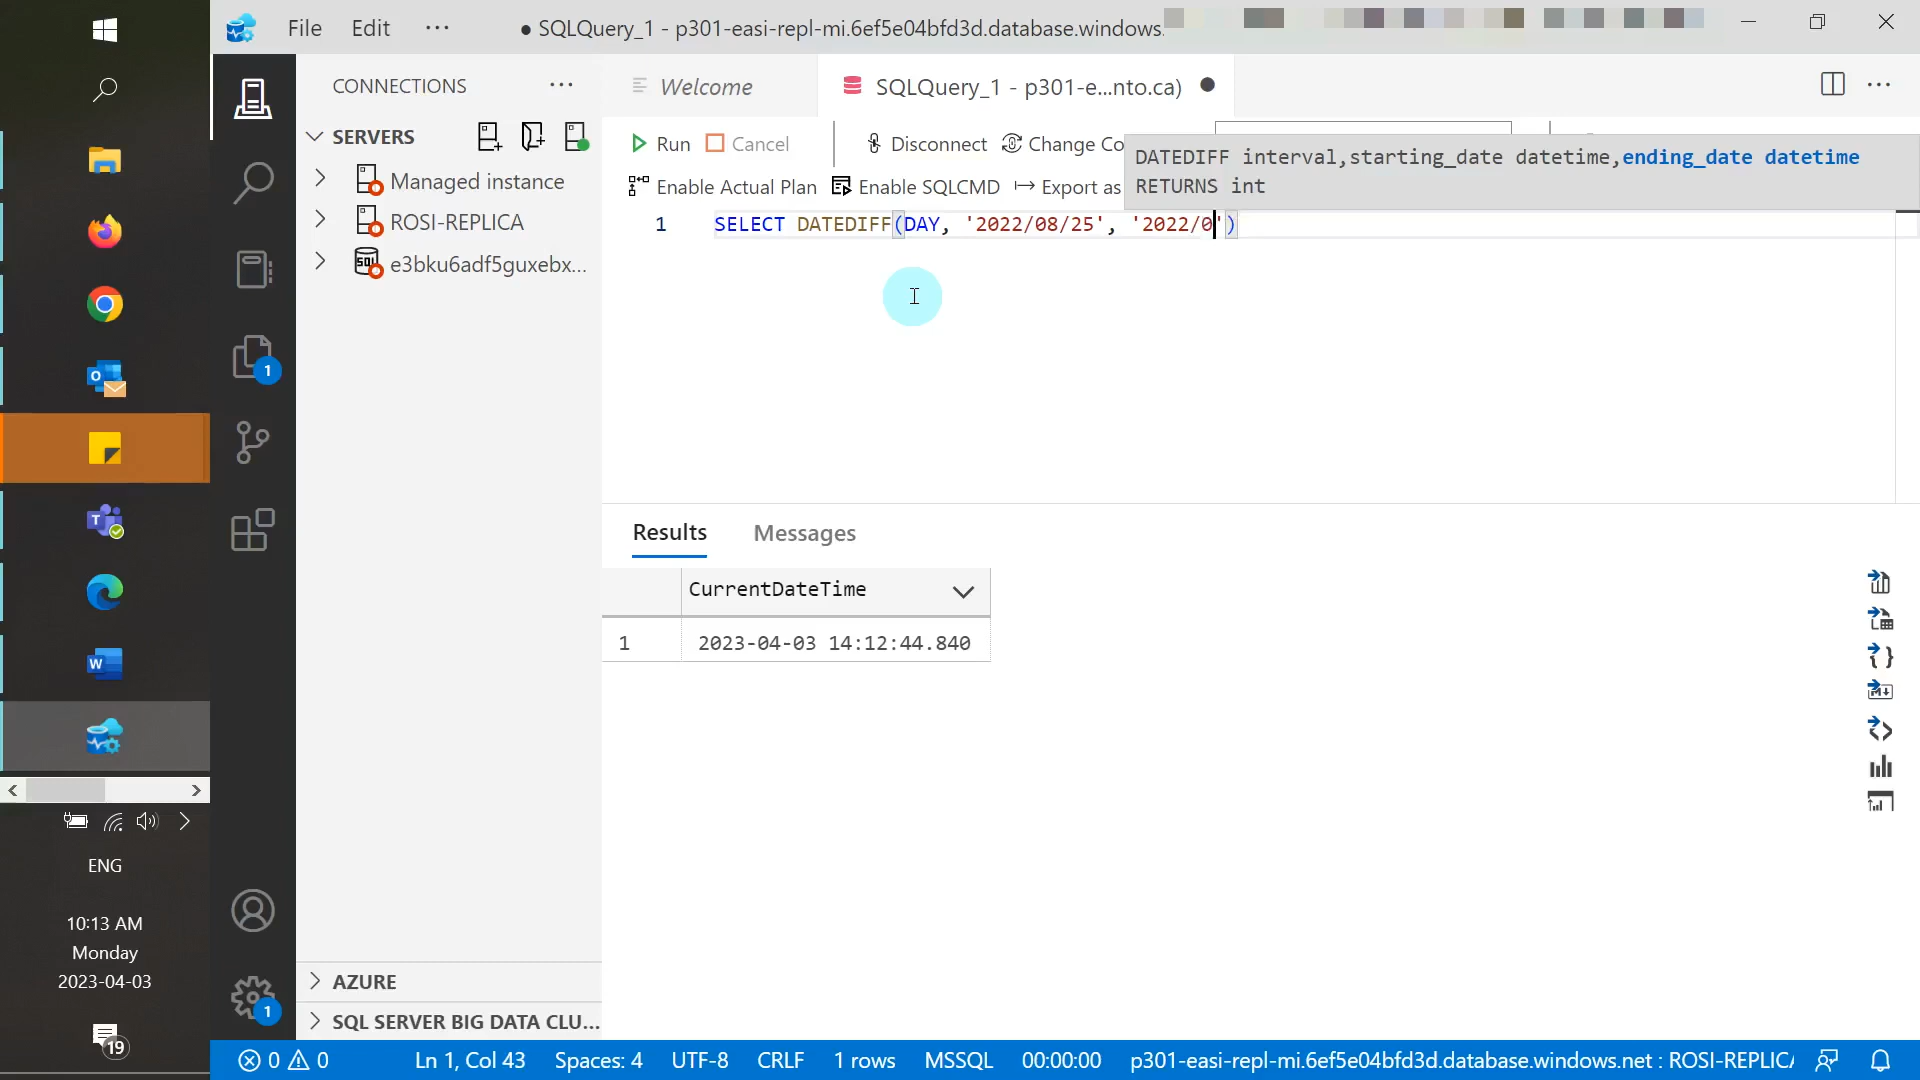 File Edit ···
● SQLQuery_1 - p301-easi-repl-mi.6ef5e04bfd3d.database.windows.
CONNECTIONS ···
Welcome
SQLQuery_1 - p301-e...nto.ca) ●
SERVERS
Managed instance
ROSI-REPLICA
e3bku6adf5guxebx...
Run Cancel Disconnect Change Co
Enable Actual Plan Enable SQLCMD Export as
DATEDIFF interval,starting_date datetime,ending_date datetime
RETURNS int
1 SELECT DATEDIFF(DAY, '2022/08/25', '2022/0')
1
Results Messages
CurrentDateTime
1 2023-04-03 14:12:44.840
AZURE
SQL SERVER BIG DATA CLU...
1
ENG
10:13 AM
Monday
2023-04-03
19
0 0 Ln 1, Col 43 Spaces: 4 UTF-8 CRLF 1 rows MSSQL 00:00:00 p301-easi-repl-mi.6ef5e04bfd3d.database.windows.net : ROSI-REPLICA